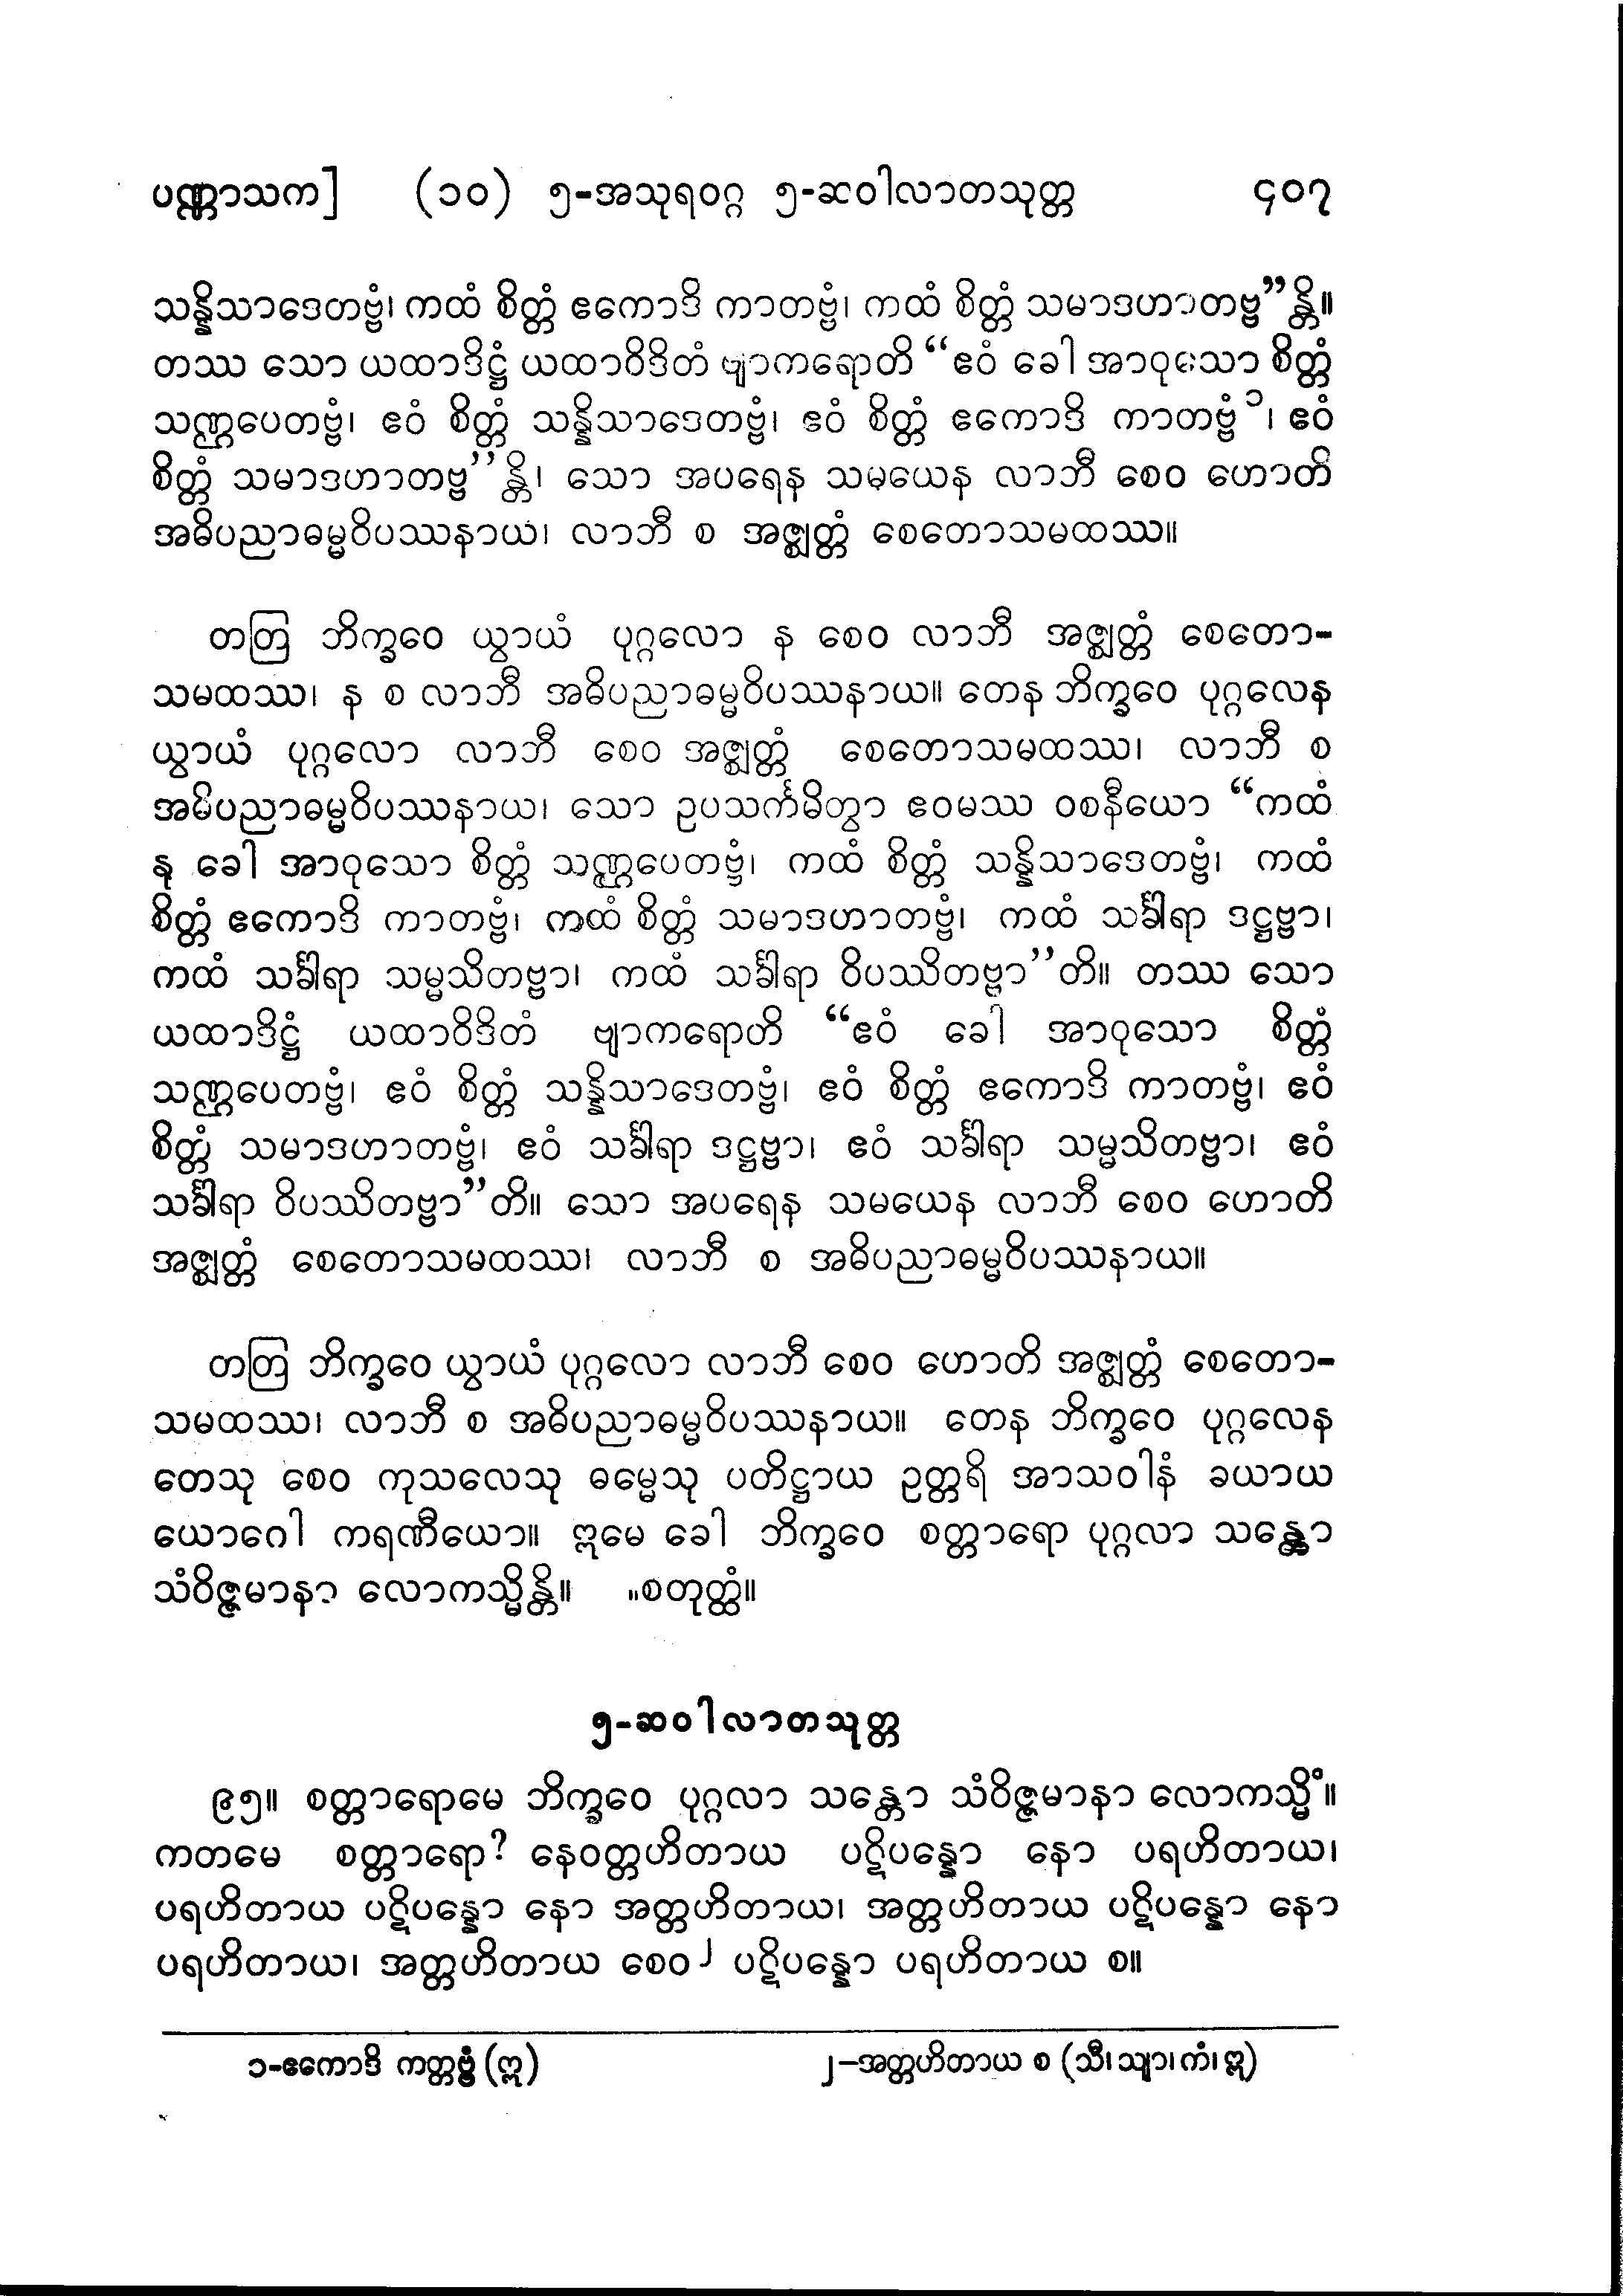 ပဏ္ဏာသက] (၁၀) ၅-အသုရဝဂ္ဂ ၅-ဆဝါလာတသုတ္တ ၄၀၇
သန္နိသာဒေတဗ္ဗံ၊ ကထံ စိတ္တံ ဧကောဒိ ကာတဗ္ဗံ၊ ကထံ စိတ္တံ သမာဒဟာတဗ္ဗ”န္တိ။
တဿ သော ယထာဒိဋ္ဌံ ယထာဝိဒိတံ ဗျာကရောတိ “ဧဝံ ခေါ အာဝုသော စိတ္တံ
သဏ္ဌပေတဗ္ဗံ၊ ဧဝံ စိတ္တံ သန္နိသာဒေတဗ္ဗံ၊ ဧဝံ စိတ္တံ ဧကောဒိ ကာတဗ္ဗံ ၁၊ ဧဝံ
စိတ္တံ သမာဒဟာတဗ္ဗ”န္တိ၊ သော အပရေန သမယေန လာဘီ စေဝ ဟောတိ
အဓိပညာဓမ္မဝိပဿနာယ၊ လာဘီ စ အဇ္ဈတ္တံ စေတောသမထဿ။
တတြ ဘိက္ခဝေ ယွာယံ ပုဂ္ဂလော န စေဝ လာဘီ အဇ္ဈတ္တံ စေတော-
သမထဿ၊ န စ လာဘီ အဓိပညာဓမ္မဝိပဿနာယ။ တေန ဘိက္ခဝေ ပုဂ္ဂလေန
ယွာယံ ပုဂ္ဂလော လာဘီ စေဝ အဇ္ဈတ္တံ စေတောသမထဿ၊ လာဘီ စ
အဓိပညာဓမ္မဝိပဿနာယ၊ သော ဥပသင်္ကမိတွာ ဧဝမဿ ဝစနီယော “ကထံ
နု ခေါ အာဝုသော စိတ္တံ သဏ္ဌပေတဗ္ဗံ၊ ကထံ စိတ္တံ သန္နိသာဒေတဗ္ဗံ၊ ကထံ
စိတ္တံ ဧကောဒိ ကာတဗ္ဗံ၊ ကထံ စိတ္တံ သမာဒဟာတဗ္ဗံ၊ ကထံ သင်္ခါရာ ဒဋ္ဌဗ္ဗာ၊
ကထံ သင်္ခါရာ သမ္မသိတဗ္ဗာ၊ ကထံ သင်္ခါရာ ဝိပဿိတဗ္ဗာ”တိ။ တဿ သော
ယထာဒိဋ္ဌံ ယထာဝိဒိတံ ဗျာကရောတိ “ဧဝံ ခေါ အာဝုသော စိတ္တံ
သဏ္ဌပေတဗ္ဗံ၊ ဧဝံ စိတ္တံ သန္နိသာဒေတဗ္ဗံ၊ ဧဝံ စိတ္တံ ဧကောဒိ ကာတဗ္ဗံ၊ ဧဝံ
စိတ္တံ သမာဒဟာတဗ္ဗံ၊ ဧဝံ သင်္ခါရာ ဒဋ္ဌဗ္ဗာ၊ ဧဝံ သင်္ခါရာ သမ္မသိတဗ္ဗာ၊ ဧဝံ
သင်္ခါရာ ဝိပဿိတဗ္ဗာ”တိ။ သော အပရေန သမယေန လာဘီ စေဝ ဟောတိ
အဇ္ဈတ္တံ စေတောသမထဿ၊ လာဘီ စ အဓိပညာဓမ္မဝိပဿနာယ။
တတြ ဘိက္ခဝေ ယွာယံ ပုဂ္ဂလော လာဘီ စေဝ ဟောတိ အဇ္ဈတ္တံ စေတော-
သမထဿ၊ လာဘီ စ အဓိပညာဓမ္မဝိပဿနာယ။ တေန ဘိက္ခဝေ ပုဂ္ဂလေန
တေသု စေဝ ကုသလေသု ဓမ္မေသု ပတိဋ္ဌာယ ဥတ္တရိ အာသဝါနံ ခယာယ
ယောဂေါ ကရဏီယော။ ဣမေ ခေါ ဘိက္ခဝေ စတ္တာရော ပုဂ္ဂလာ သန္တော
သံဝိဇ္ဇမာနာ လောကသ္မိန္တိ။ ။စတုတ္ထံ။
၅-ဆဝါလာတသုတ္တ
၉၅။ စတ္တာရောမေ ဘိက္ခဝေ ပုဂ္ဂလာ သန္တော သံဝိဇ္ဇမာနာ လောကသ္မိံ။
ကတမေ စတ္တာရော? နေဝတ္တဟိတာယ ပဋိပန္နော နော ပရဟိတာယ၊
ပရဟိတာယ ပဋိပန္နော နော အတ္တဟိတာယ၊ အတ္တဟိတာယ ပဋိပန္နော နော
ပရဟိတာယ၊ အတ္တဟိတာယ စေဝ ၂ ပဋိပန္နော ပရဟိတာယ စ။
၁-ဧကောဒိ ကတ္တဗ္ဗံ (ဣ) ၂-အတ္တဟိတာယ စ (သီ၊ သျာ၊ ကံ၊ ဣ)